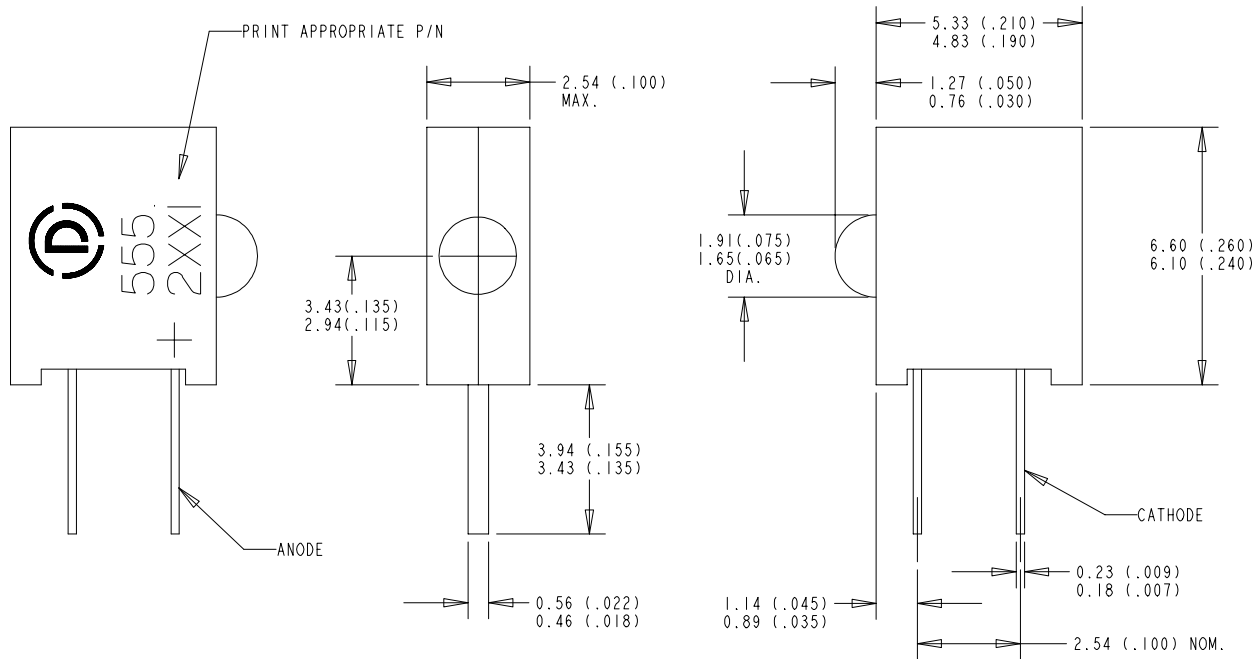 PRINT APPROPRIATE P/N
D
555
2XX1
+
ANODE
2.54 (.100)
MAX.
3.43(.135)
2.94(.115)
3.94 (.155)
3.43 (.135)
0.56 (.022)
0.46 (.018)
5.33 (.210)
4.83 (.190)
1.27 (.050)
0.76 (.030)
1.91(.075)
1.65(.065)
DIA.
6.60 (.260)
6.10 (.240)
CATHODE
0.23 (.009)
0.18 (.007)
1.14 (.045)
0.89 (.035)
2.54 (.100) NOM.